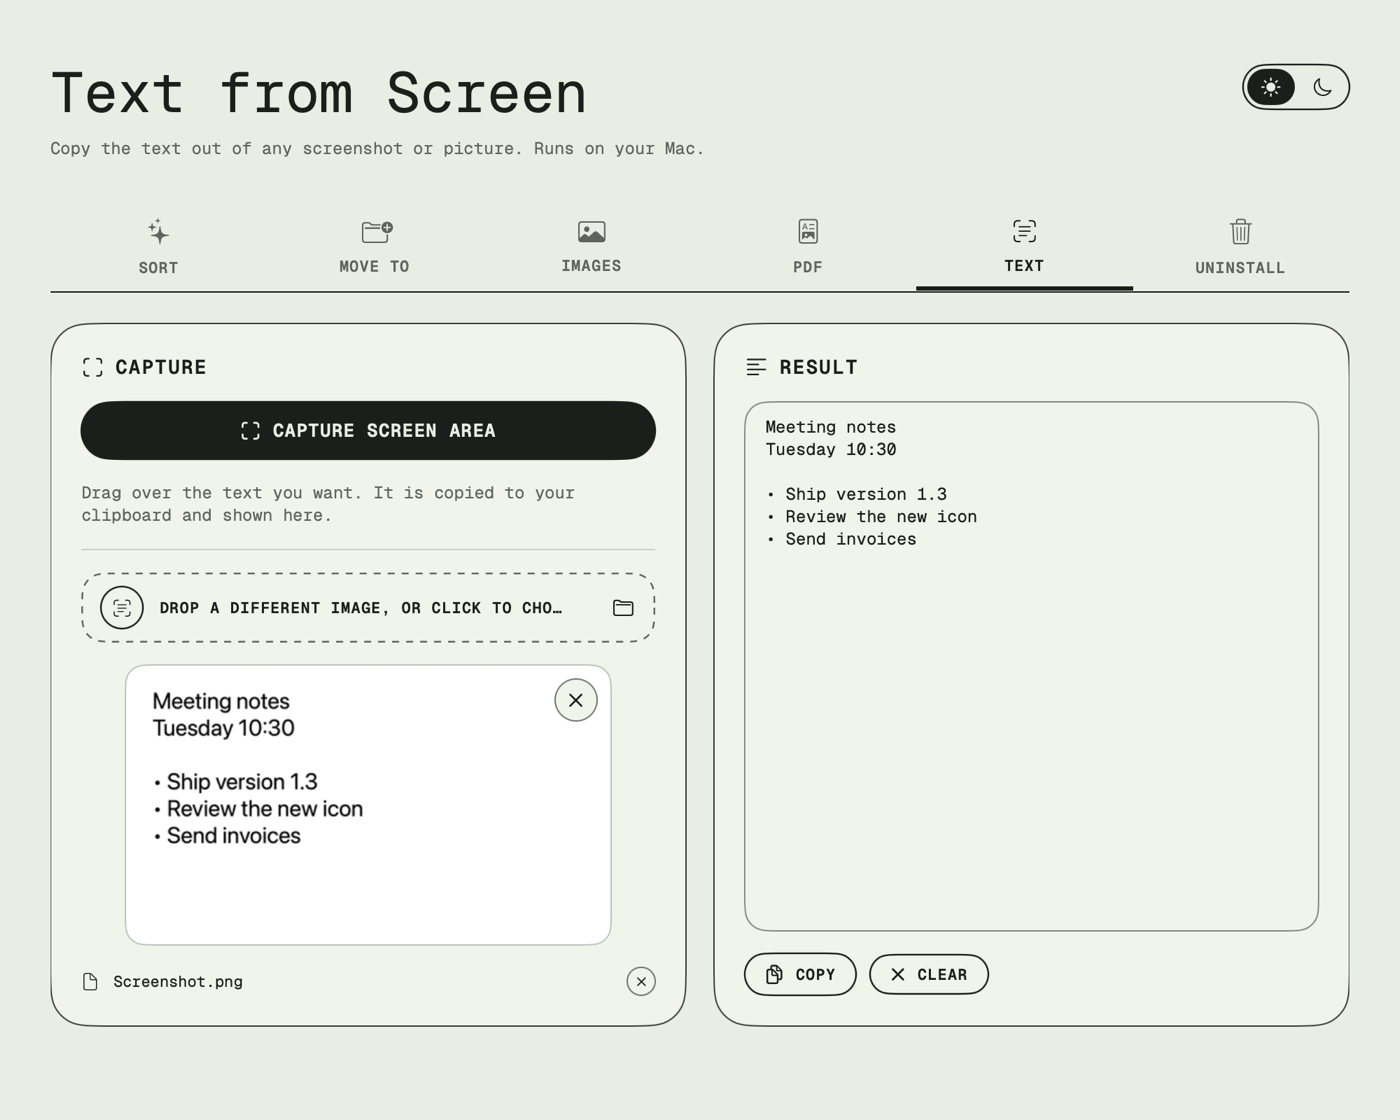 Text from Screen
Copy the text out of any screenshot or picture. Runs on your Mac.
SORT
MOVE TO
IMAGES
PDF
TEXT
UNINSTALL
CAPTURE
CAPTURE SCREEN AREA
Drag over the text you want. It is copied to your
clipboard and shown here.
DROP A DIFFERENT IMAGE, OR CLICK TO CHO…
Meeting notes
Tuesday 10:30

• Ship version 1.3
• Review the new icon
• Send invoices
Screenshot.png
RESULT
Meeting notes
Tuesday 10:30

• Ship version 1.3
• Review the new icon
• Send invoices
COPY
CLEAR